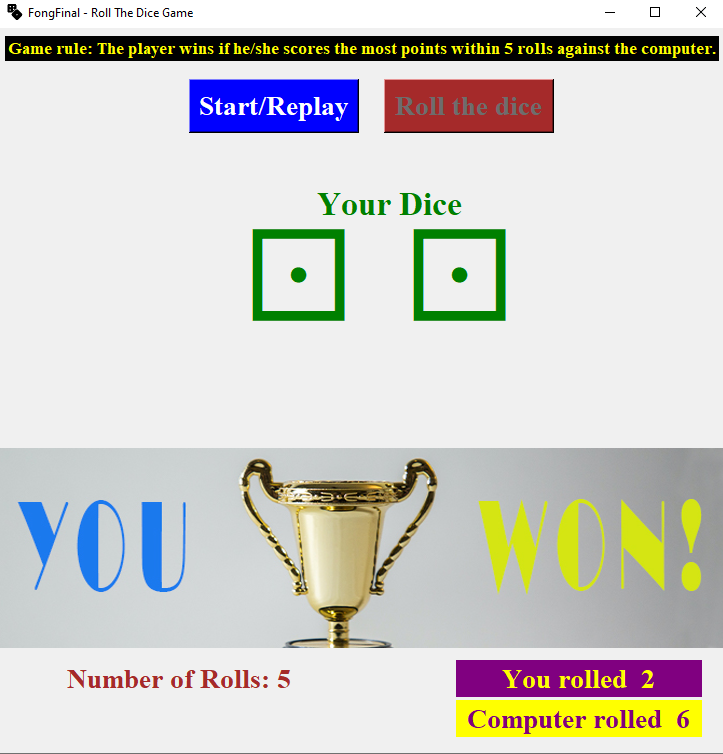 FongFinal - Roll The Dice Game
Game rule: The player wins if he/she scores the most points within 5 rolls against the computer.
Start/Replay Roll the dice
Your Dice
YOU WON!
Number of Rolls: 5 You rolled 2
Computer rolled 6